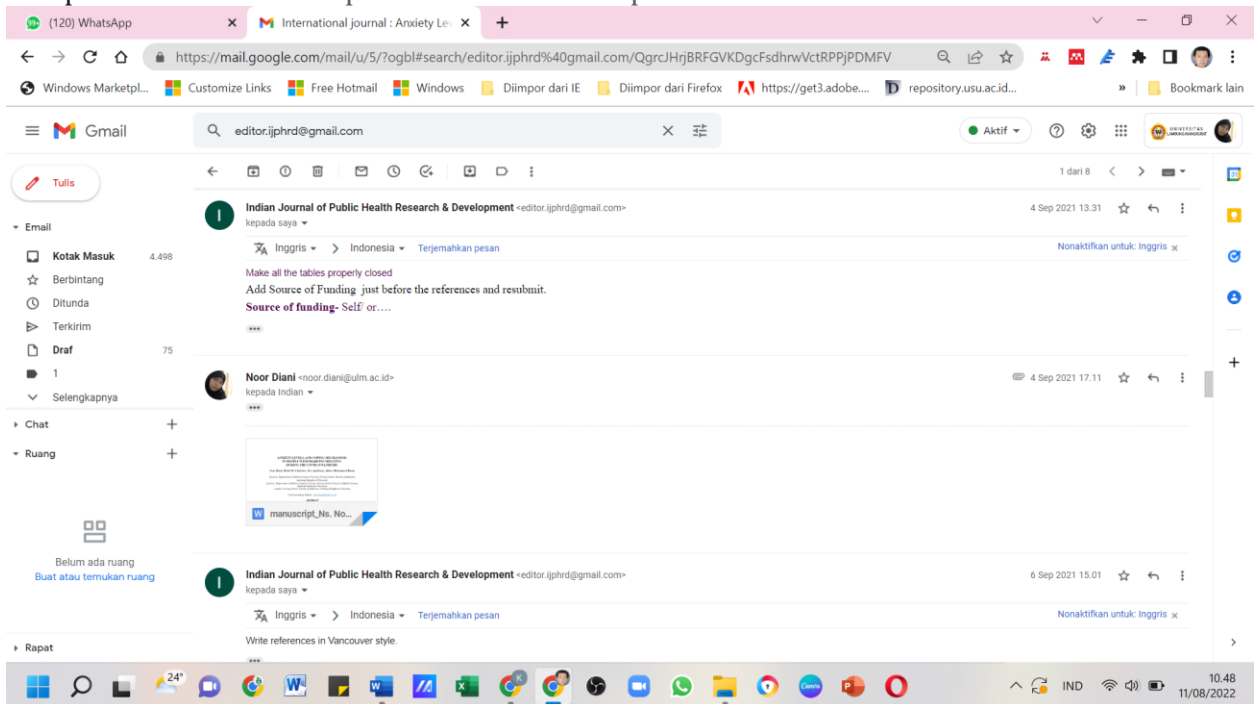 (120) WhatsApp
International journal : Anxiety Lev
https://mail.google.com/mail/u/5/?ogbl#search/editor.ijphrd%40gmail.com/QgrcJHrjBRFGVKDgcFsdhrwVctRPPjPDMFV
Windows Marketpl... Customize Links Free Hotmail Windows Diimpor dari IE Diimpor dari Firefox https://get3.adobe.... repository.usu.ac.id... » Bookmark lain
Gmail
editor.ijphrd@gmail.com
Aktif
Tulis
1 dari 8
Email
Kotak Masuk 4.498
Berbintang
Ditunda
Terkirim
Draf 75
1
Selengkapnya
Chat
Ruang
Belum ada ruang
Buat atau temukan ruang
Rapat
Indian Journal of Public Health Research & Development <editor.ijphrd@gmail.com>
4 Sep 2021 13.31
kepada saya
Inggris > Indonesia Terjemahkan pesan
Nonaktifkan untuk: Inggris x
Make all the tables properly closed
Add Source of Funding just before the references and resubmit.
Source of funding- Self/ or....
Noor Diani <noor.diani@ulm.ac.id>
4 Sep 2021 17.11
kepada Indian
manuscript_Ns. No...
Indian Journal of Public Health Research & Development <editor.ijphrd@gmail.com>
6 Sep 2021 15.01
kepada saya
Inggris > Indonesia Terjemahkan pesan
Nonaktifkan untuk: Inggris x
Write references in Vancouver style.
24°
IND
10.48
11/08/2022